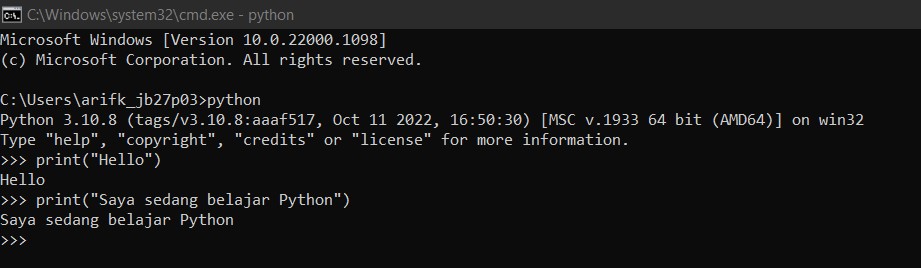 C:\Windows\system32\cmd.exe - python
Microsoft Windows [Version 10.0.22000.1098]
(c) Microsoft Corporation. All rights reserved.
C:\Users\arifk_jb27p03>python
Python 3.10.8 (tags/v3.10.8:aaaf517, Oct 11 2022, 16:50:30) [MSC v.1933 64 bit (AMD64)] on win32
Type "help", "copyright", "credits" or "license" for more information.
>>> print("Hello")
Hello
>>> print("Saya sedang belajar Python")
Saya sedang belajar Python
>>>